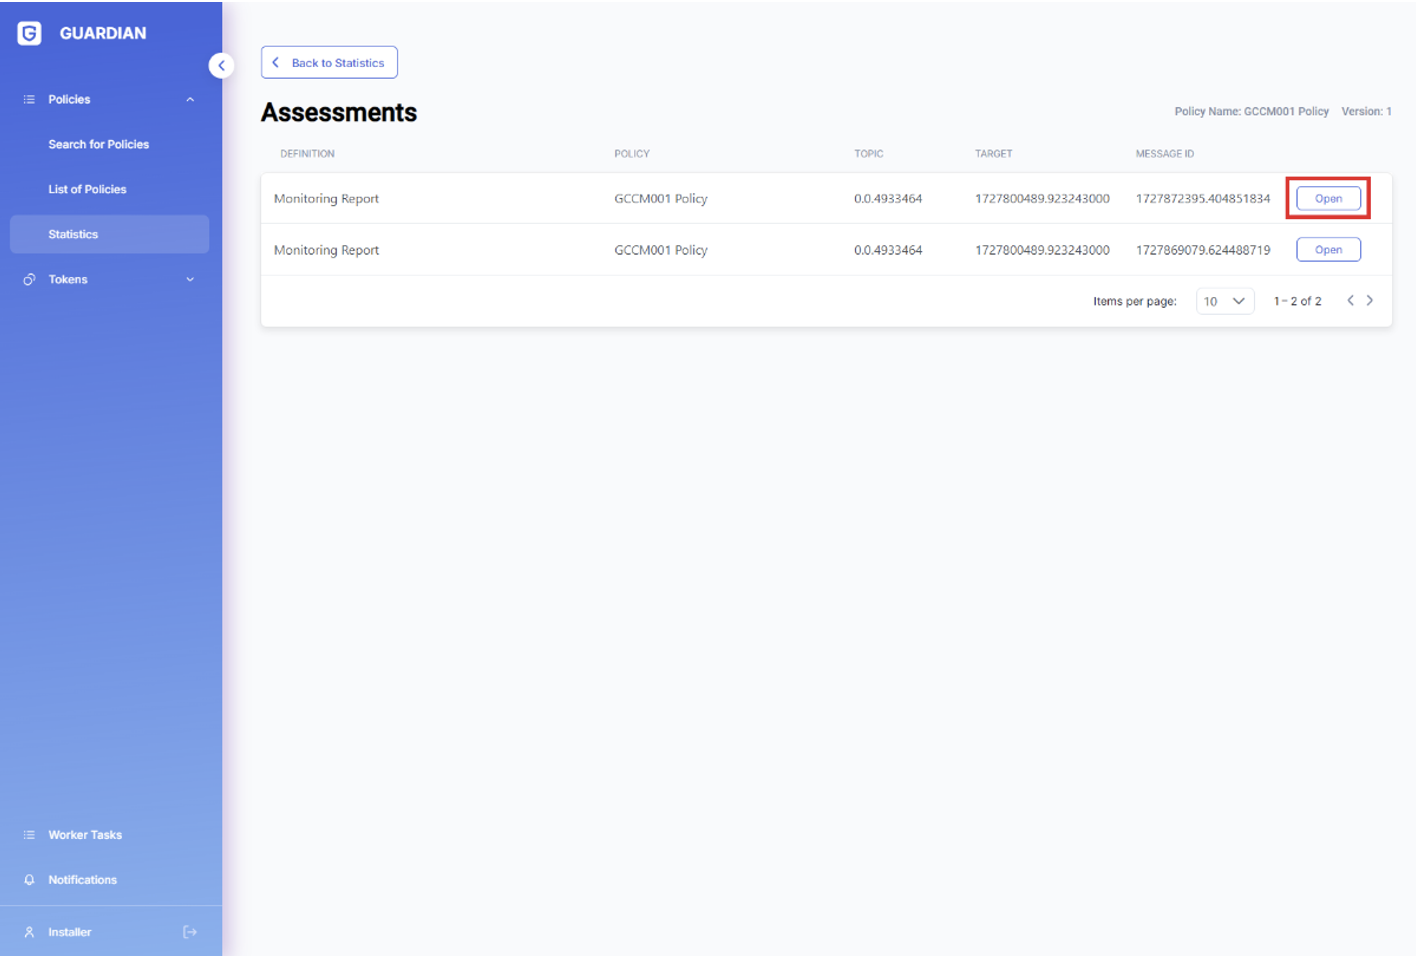 GUARDIAN
Policies
Search for Policies
List of Policies
Statistics
Tokens
Worker Tasks
Notifications
Installer
Back to Statistics
Assessments
Policy Name: GCCM001 Policy Version: 1
DEFINITION POLICY TOPIC TARGET MESSAGE ID
Monitoring Report GCCM001 Policy 0.0.4933464 1727800489.923243000 1727872395.404851834 Open
Monitoring Report GCCM001 Policy 0.0.4933464 1727800489.923243000 1727869079.624488719 Open
Items per page: 10 1 – 2 of 2